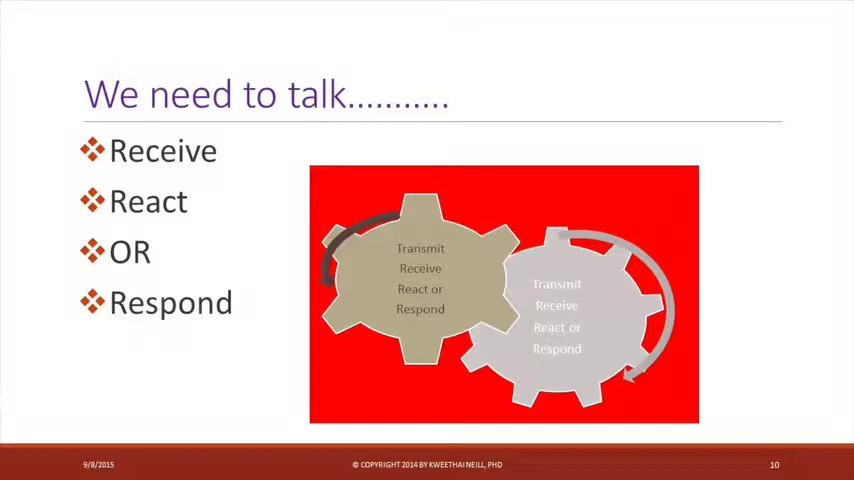 We need to talk...........
Receive
React
OR
Respond
Transmit
Receive
React or
Respond
Transmit
Receive
React or
Respond
9/8/2015
© COPYRIGHT 2014 BY KWEETHAI NEILL, PHD
10